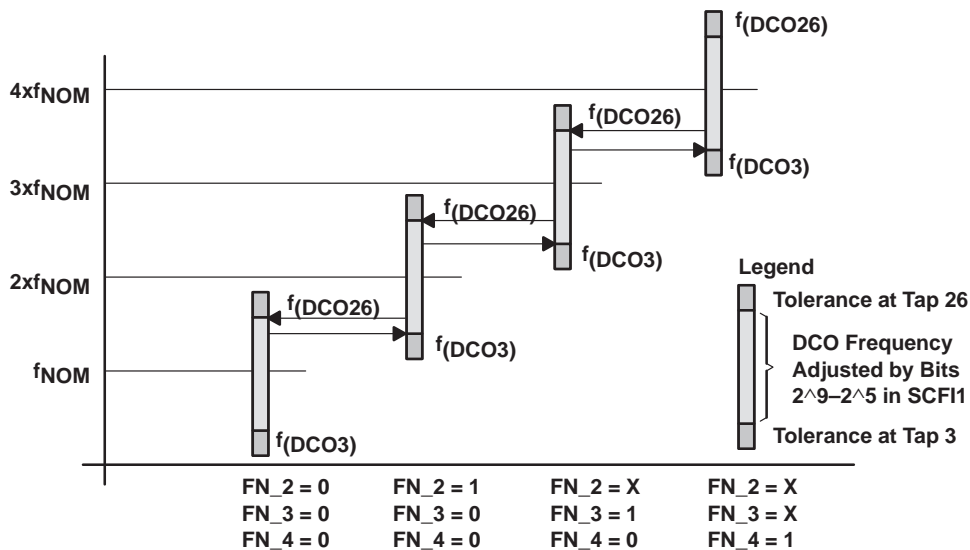 f(DCO26)
4xfNOM
f(DCO26)
f(DCO3)
3xfNOM
f(DCO26)
f(DCO3)
2xfNOM
f(DCO26)
f(DCO3)
fNOM
f(DCO3)
Legend
Tolerance at Tap 26
DCO Frequency
Adjusted by Bits
2^9–2^5 in SCFI1
Tolerance at Tap 3
FN_2 = 0 FN_2 = 1 FN_2 = X FN_2 = X
FN_3 = 0 FN_3 = 0 FN_3 = 1 FN_3 = X
FN_4 = 0 FN_4 = 0 FN_4 = 0 FN_4 = 1